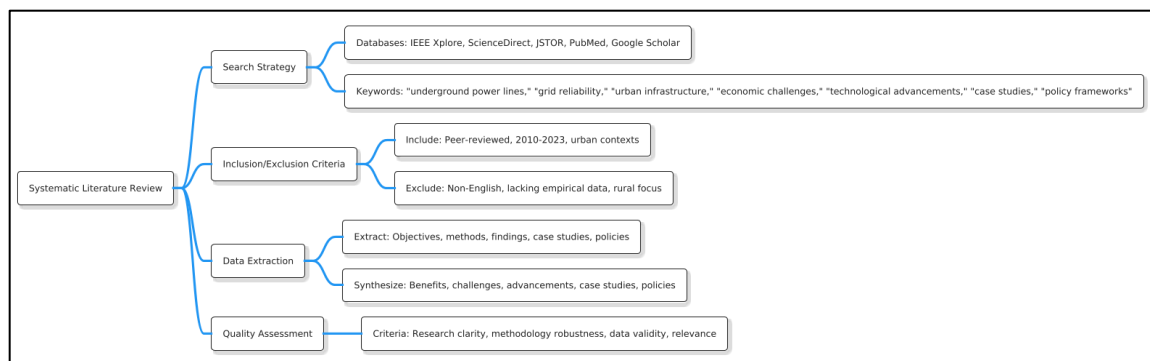 Systematic Literature Review
Search Strategy
Databases: IEEE Xplore, ScienceDirect, JSTOR, PubMed, Google Scholar
Keywords: "underground power lines," "grid reliability," "urban infrastructure," "economic challenges," "technological advancements," "case studies," "policy frameworks"
Inclusion/Exclusion Criteria
Include: Peer-reviewed, 2010-2023, urban contexts
Exclude: Non-English, lacking empirical data, rural focus
Data Extraction
Extract: Objectives, methods, findings, case studies, policies
Synthesize: Benefits, challenges, advancements, case studies, policies
Quality Assessment
Criteria: Research clarity, methodology robustness, data validity, relevance